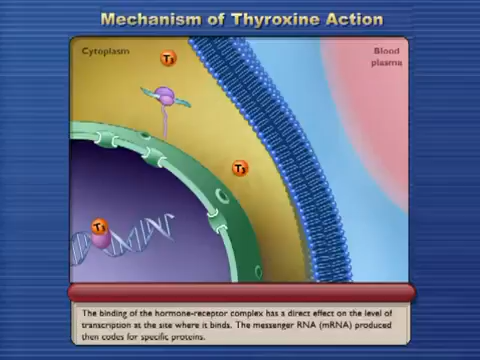 Mechanism of Thyroxine Action
Cytoplasm
Blood
plasma
T3
T3
T3
The binding of the hormone-receptor complex has a direct effect on the level of
transcription at the site where it binds. The messenger RNA (mRNA) produced
then codes for specific proteins.